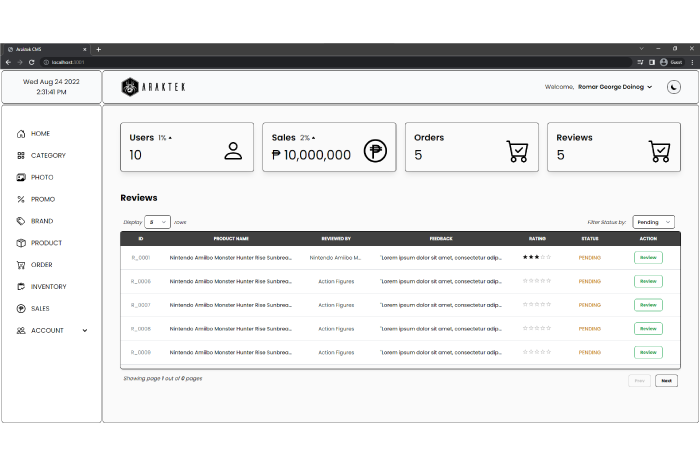 Araktek CMS
localhost:3001
Guest
Wed Aug 24 2022
2:31:41 PM
ARAKTEK
Welcome, Romar George Doinog
HOME
CATEGORY
PHOTO
PROMO
BRAND
PRODUCT
ORDER
INVENTORY
SALES
ACCOUNT
Users 1%
10
Sales 2%
₱ 10,000,000
Orders
5
Reviews
5
Reviews
Display 5 rows
Filter Status by: Pending
ID PRODUCT NAME REVIEWED BY FEEDBACK RATING STATUS ACTION
R_0001 Nintendo Amiibo Monster Hunter Rise Sunbrea... Nintendo Amiibo M... "Lorem ipsum dolor sit amet, consectetur adip... PENDING Review
Nintendo Amiibo Monster Hunter Rise Sunbrea... Action Figures "Lorem ipsum dolor sit amet, consectetur adip... PENDING Review
R_0007 Nintendo Amiibo Monster Hunter Rise Sunbrea... Action Figures "Lorem ipsum dolor sit amet, consectetur adip... PENDING Review
Nintendo Amiibo Monster Hunter Rise Sunbrea... Action Figures "Lorem ipsum dolor sit amet, consectetur adip... PENDING Review
R_0009 Nintendo Amiibo Monster Hunter Rise Sunbrea... Action Figures "Lorem ipsum dolor sit amet, consectetur adip... PENDING Review
Showing page 1 out of 0 pages
Prev Next